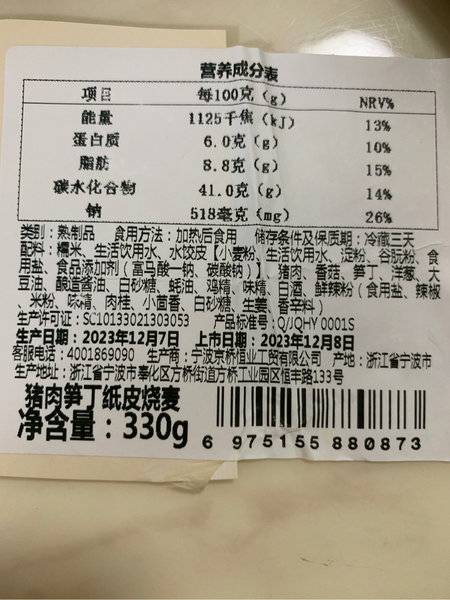 营养成分表
项目 每100克（g） NRV%
能量 1125千焦（kJ） 13%
蛋白质 6.0克（g） 10%
脂肪 8.8克（g） 15%
碳水化合物 41.0克（g） 14%
钠 518毫克（mg） 26%
类别：熟制品 食用方法：加热后食用 储存条件及保质期：冷藏三天
配料：糯米、生活饮用水、水饺皮【小麦粉、生活饮用水、淀粉、谷朊粉、食
用盐、食品添加剂（富马酸一钠、碳酸钠）】、猪肉、香菇、笋丁、洋葱、大
豆油、酿造酱油、白砂糖、蚝油、鸡精、味精、白酒、鲜辣粉（食用盐、辣椒
、米粉、味精、肉桂、小茴香、白砂糖、生姜、香辛料）
生产许可证：SC10133021303053 产品标准号：Q/JQHY 0001S
生产日期：2023年12月7日 上市日期：2023年12月8日
客服电话：4001869090 生产商：宁波京桥恒业工贸有限公司 产地：浙江省宁波市
生产地址：浙江省宁波市奉化区方桥街道方桥工业园区恒丰路133号
猪肉笋丁纸皮烧麦
净含量：330g
6 975155 880873